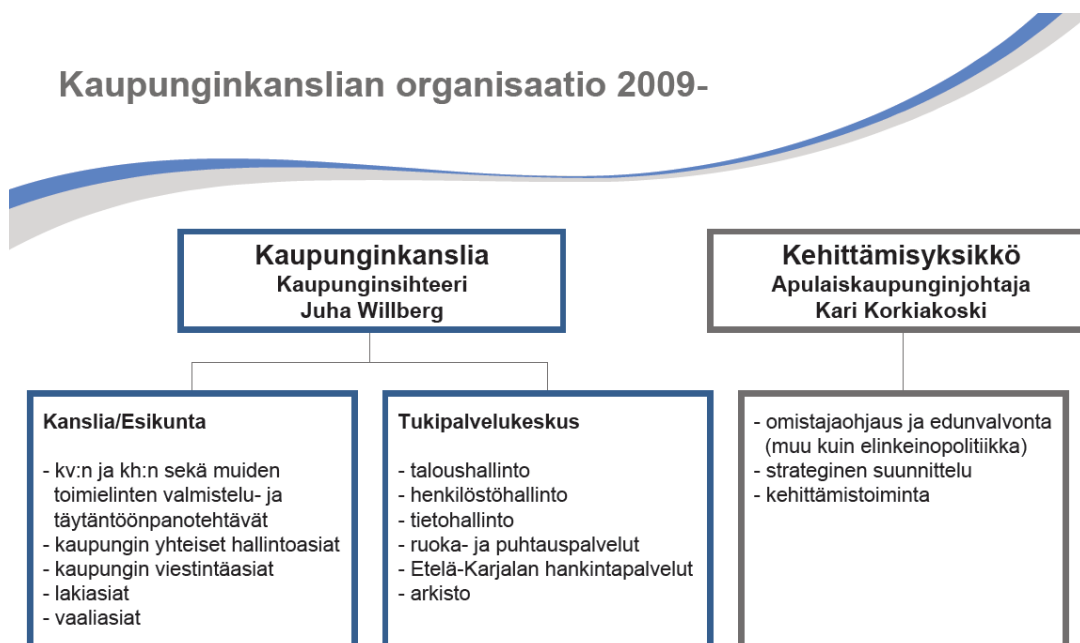 Kaupunginkanslian organisaatio 2009-
Kaupunginkanslia
Kaupunginsihteeri
Juha Willberg
Kehittämisyksikkö
Apulaiskaupunginjohtaja
Kari Korkiakoski
Kanslia/Esikunta
- kv:n ja kh:n sekä muiden
toimielinten valmistelu- ja
täytäntöönpanotehtävät
- kaupungin yhteiset hallintoasiat
- kaupungin viestintäasiat
- lakiasiat
- vaaliasiat
Tukipalvelukeskus
- taloushallinto
- henkilöstöhallinto
- tietohallinto
- ruoka- ja puhtauspalvelut
- Etelä-Karjalan hankintapalvelut
- arkisto
- omistajaohjaus ja edunvalvonta
(muu kuin elinkeinopolitiikka)
- strateginen suunnittelu
- kehittämistoiminta